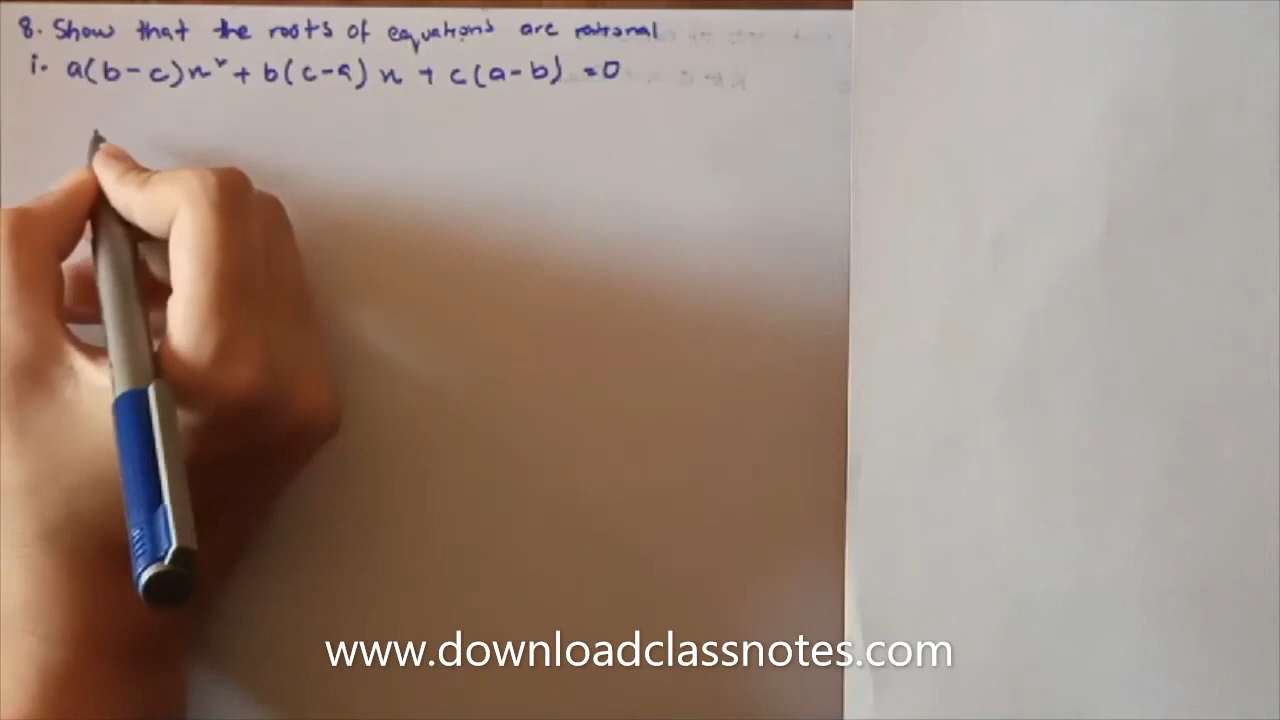 8. Show that the roots of equations are rational
i. a(b-c)x² + b(c-a)x + c(a-b) = 0
www.downloadclassnotes.com